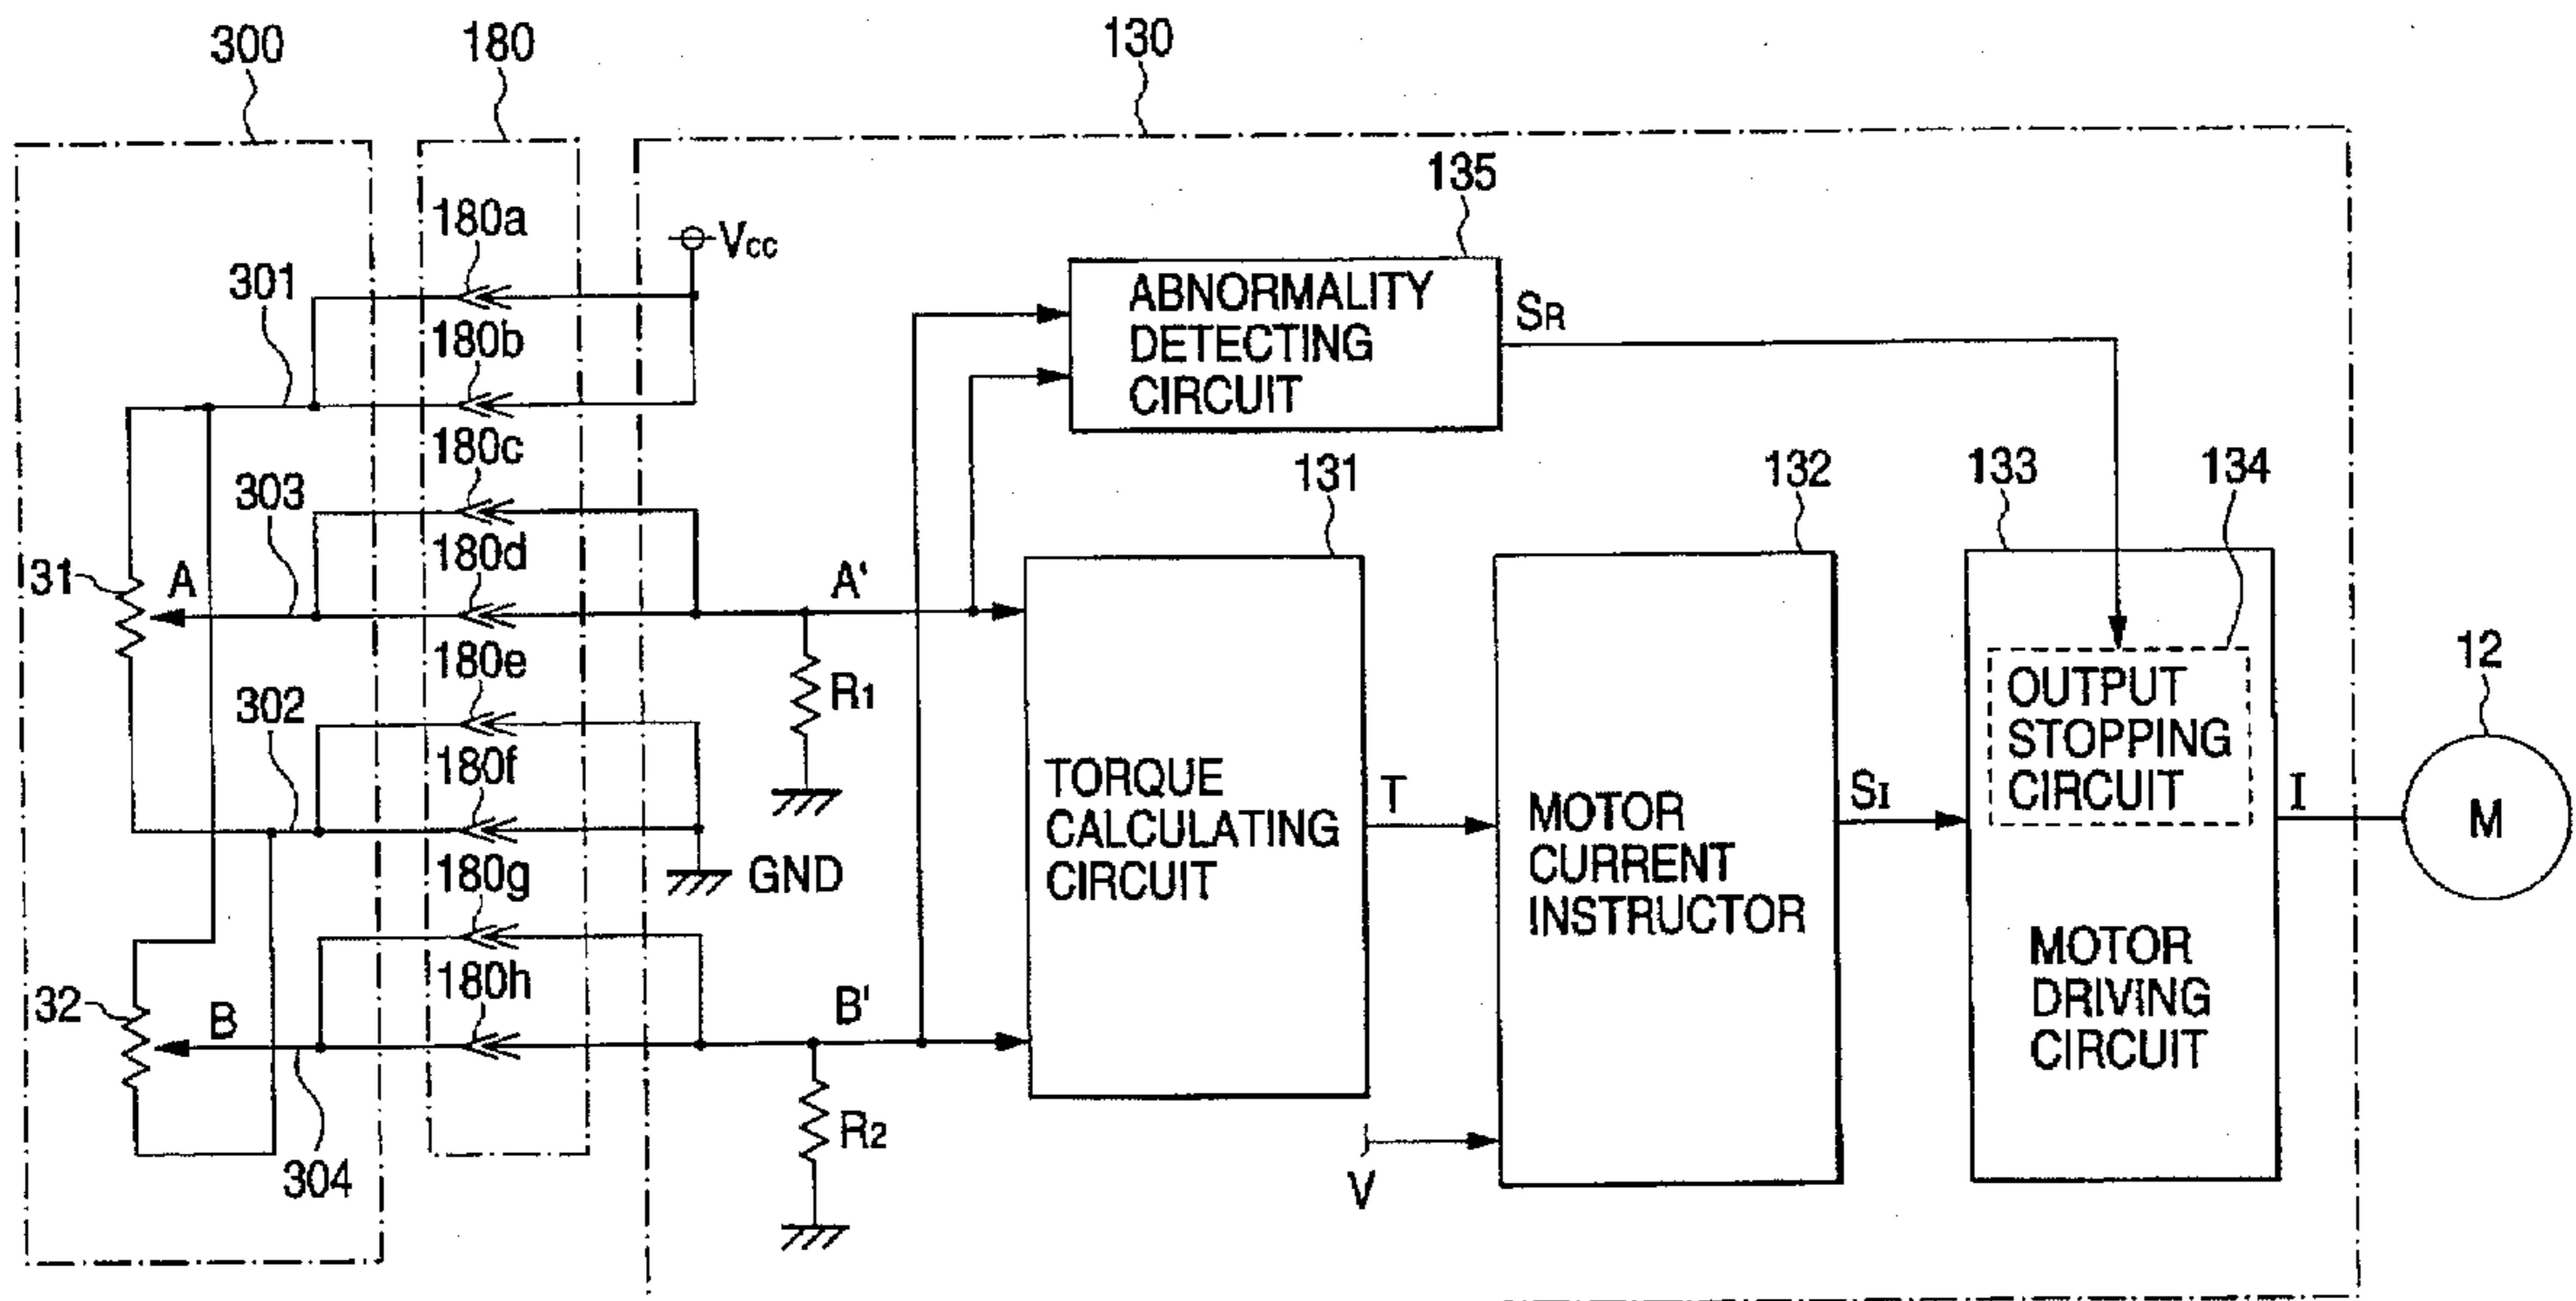 300
180
130
135
180a
Vcc
301
180b
ABNORMALITY
DETECTING
CIRCUIT
SR
180c
303
180d
131
132
133
134
31
A
A'
180e
R1
302
180f
12
OUTPUT
STOPPING
CIRCUIT
TORQUE
CALCULATING
CIRCUIT
T
MOTOR
CURRENT
INSTRUCTOR
SI
I
M
180g
GND
MOTOR
DRIVING
CIRCUIT
180h
32
B
B'
R2
304
V